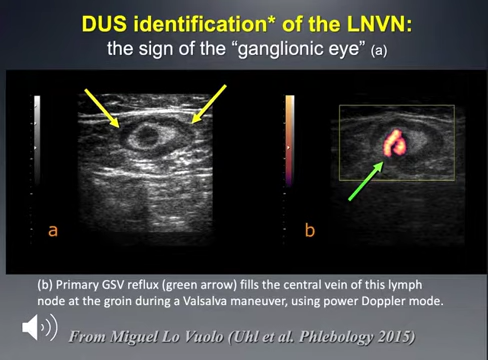 DUS identification* of the LNVN:
the sign of the “ganglionic eye” (a)
a
b
(b) Primary GSV reflux (green arrow) fills the central vein of this lymph
node at the groin during a Valsalva maneuver, using power Doppler mode.
From Miguel Lo Vuolo (Uhl et al. Phlebology 2015)